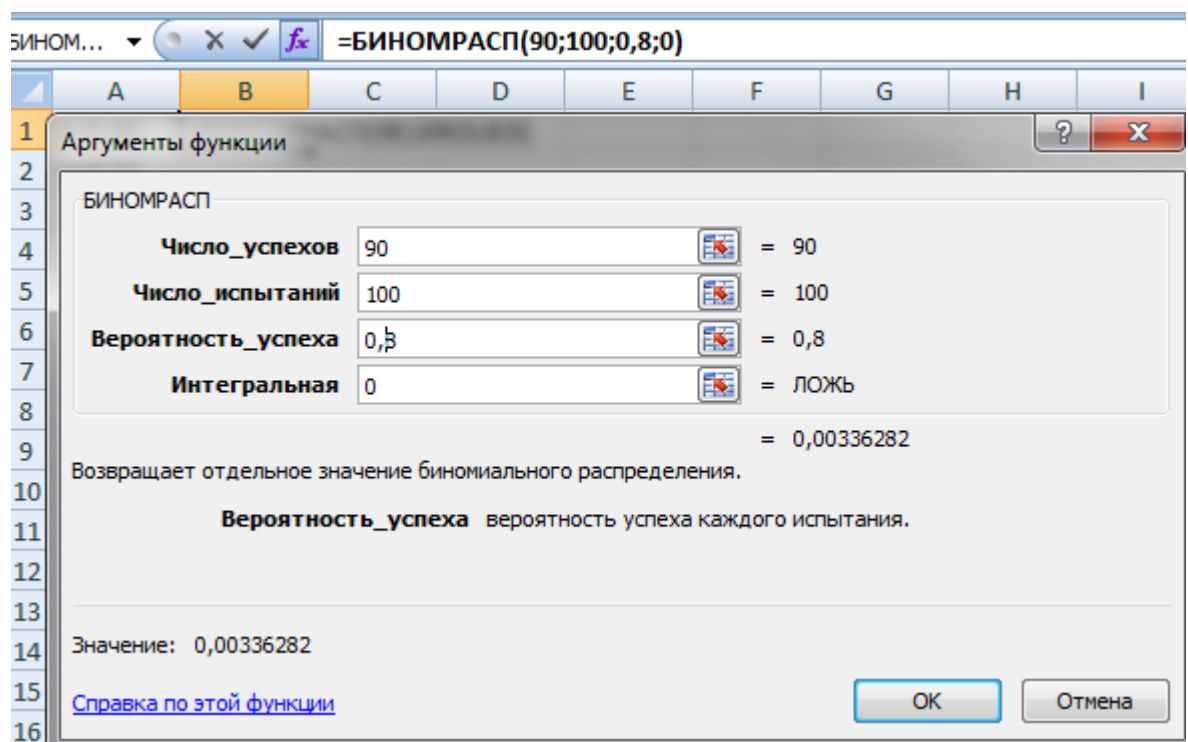 БИНОМ... =БИНОМРАСП(90;100;0,8;0)
A B C D E F G H I
1
Аргументы функции
2
3 БИНОМРАСП
4 Число_успехов 90 = 90
5 Число_испытаний 100 = 100
6 Вероятность_успеха 0,8 = 0,8
7 Интегральная 0 = ЛОЖЬ
8
9 = 0,00336282
Возвращает отдельное значение биномиального распределения.
10
11 Вероятность_успеха вероятность успеха каждого испытания.
12
13
14 Значение: 0,00336282
15 Справка по этой функции ОК Отмена
16